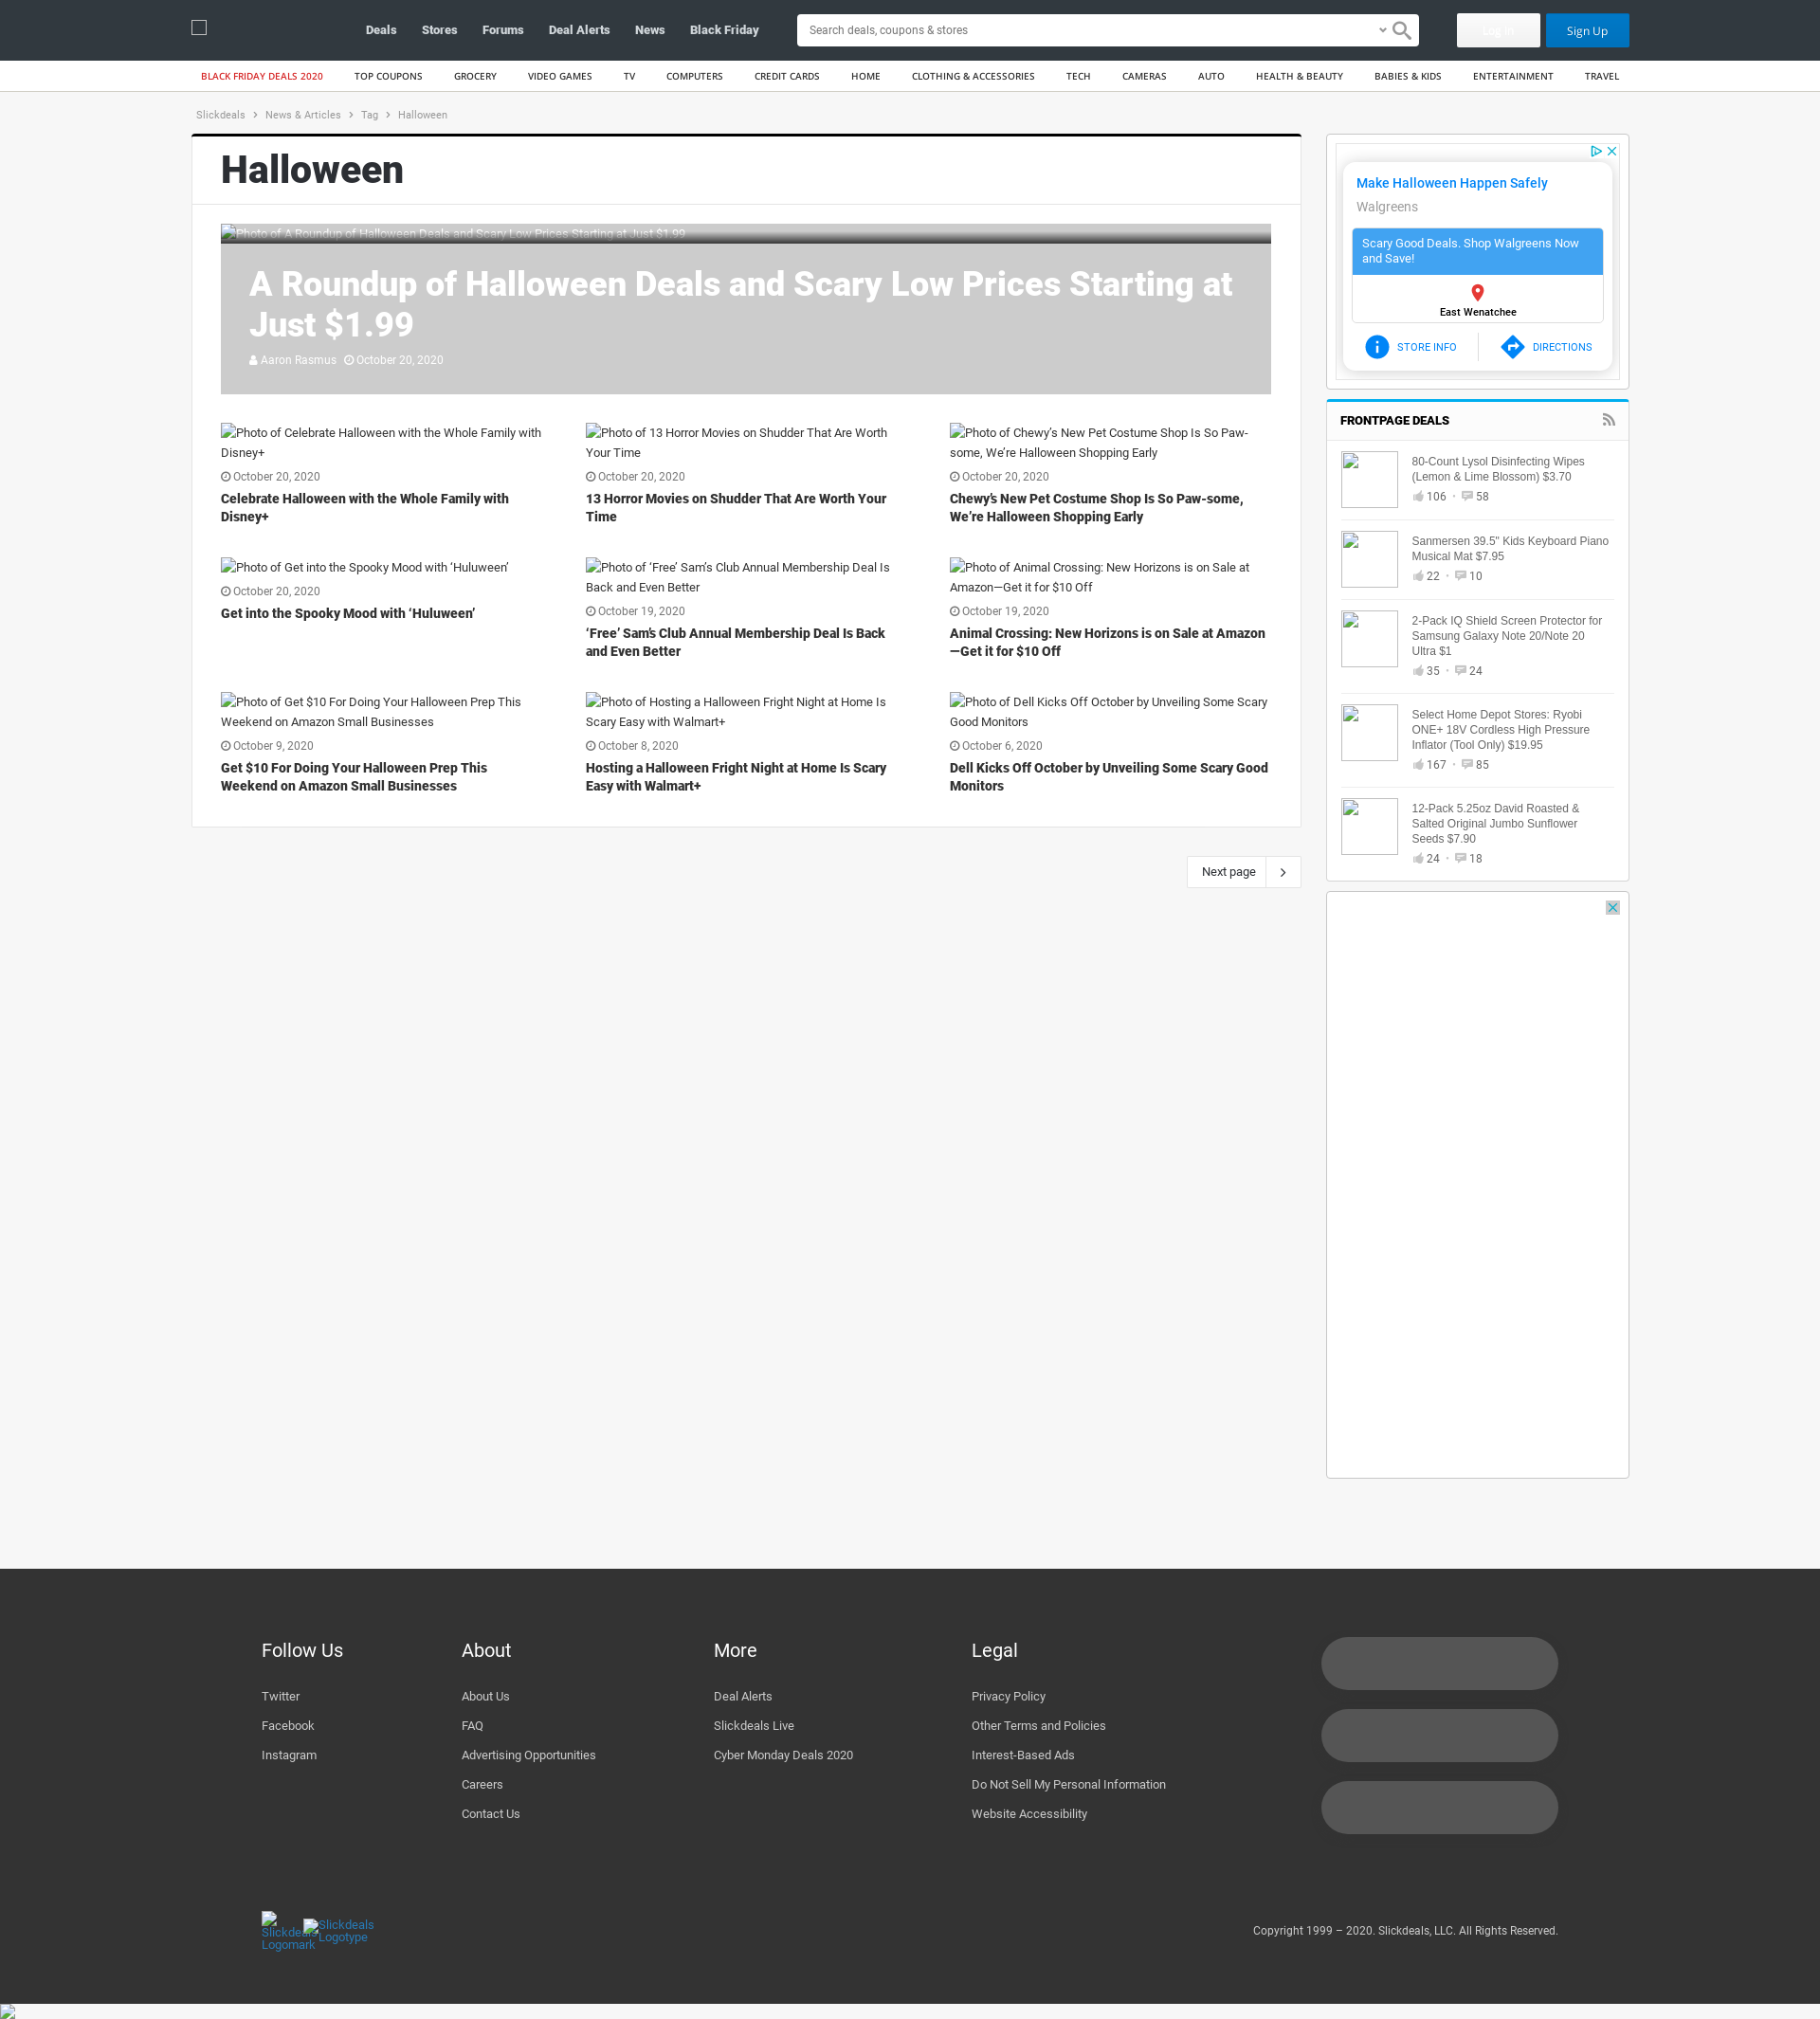 Deals Stores Forums Deal Alerts News Black Friday
Search deals, coupons & stores
Log In
Sign Up
BLACK FRIDAY DEALS 2020 TOP COUPONS GROCERY VIDEO GAMES TV COMPUTERS CREDIT CARDS HOME CLOTHING & ACCESSORIES TECH CAMERAS AUTO HEALTH & BEAUTY BABIES & KIDS ENTERTAINMENT TRAVEL
Slickdeals > News & Articles > Tag > Halloween
Halloween
Photo of A Roundup of Halloween Deals and Scary Low Prices Starting at Just $1.99
A Roundup of Halloween Deals and Scary Low Prices Starting at
Just $1.99
Aaron Rasmus October 20, 2020
Photo of Celebrate Halloween with the Whole Family with
Disney+
October 20, 2020
Celebrate Halloween with the Whole Family with
Disney+
Photo of 13 Horror Movies on Shudder That Are Worth
Your Time
October 20, 2020
13 Horror Movies on Shudder That Are Worth Your
Time
Photo of Chewy’s New Pet Costume Shop Is So Paw-
some, We’re Halloween Shopping Early
October 20, 2020
Chewy’s New Pet Costume Shop Is So Paw-some,
We’re Halloween Shopping Early
Photo of Get into the Spooky Mood with ‘Huluween’
October 20, 2020
Get into the Spooky Mood with ‘Huluween’
Photo of ‘Free’ Sam’s Club Annual Membership Deal Is
Back and Even Better
October 19, 2020
‘Free’ Sam’s Club Annual Membership Deal Is Back
and Even Better
Photo of Animal Crossing: New Horizons is on Sale at
Amazon—Get it for $10 Off
October 19, 2020
Animal Crossing: New Horizons is on Sale at Amazon
—Get it for $10 Off
Photo of Get $10 For Doing Your Halloween Prep This
Weekend on Amazon Small Businesses
October 9, 2020
Get $10 For Doing Your Halloween Prep This
Weekend on Amazon Small Businesses
Photo of Hosting a Halloween Fright Night at Home Is
Scary Easy with Walmart+
October 8, 2020
Hosting a Halloween Fright Night at Home Is Scary
Easy with Walmart+
Photo of Dell Kicks Off October by Unveiling Some Scary
Good Monitors
October 6, 2020
Dell Kicks Off October by Unveiling Some Scary Good
Monitors
Next page
Make Halloween Happen Safely
Walgreens
Scary Good Deals. Shop Walgreens Now
and Save!
East Wenatchee
STORE INFO
DIRECTIONS
FRONTPAGE DEALS
80-Count Lysol Disinfecting Wipes
(Lemon & Lime Blossom) $3.70
106 • 58
Sanmersen 39.5" Kids Keyboard Piano
Musical Mat $7.95
22 • 10
2-Pack IQ Shield Screen Protector for
Samsung Galaxy Note 20/Note 20
Ultra $1
35 • 24
Select Home Depot Stores: Ryobi
ONE+ 18V Cordless High Pressure
Inflator (Tool Only) $19.95
167 • 85
12-Pack 5.25oz David Roasted &
Salted Original Jumbo Sunflower
Seeds $7.90
24 • 18
Follow Us
Twitter
Facebook
Instagram
About
About Us
FAQ
Advertising Opportunities
Careers
Contact Us
More
Deal Alerts
Slickdeals Live
Cyber Monday Deals 2020
Legal
Privacy Policy
Other Terms and Policies
Interest-Based Ads
Do Not Sell My Personal Information
Website Accessibility
Slickdeals
Logomark
Slickdeals
Logotype
Copyright 1999 – 2020. Slickdeals, LLC. All Rights Reserved.